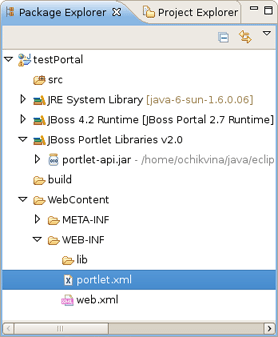 Package Explorer Project Explorer
testPortal
src
JRE System Library [java-6-sun-1.6.0.06]
JBoss 4.2 Runtime [JBoss Portal 2.7 Runtime]
JBoss Portlet Libraries v2.0
portlet-api.jar - /home/ochikvina/java/eclip
build
WebContent
META-INF
WEB-INF
lib
portlet.xml
web.xml